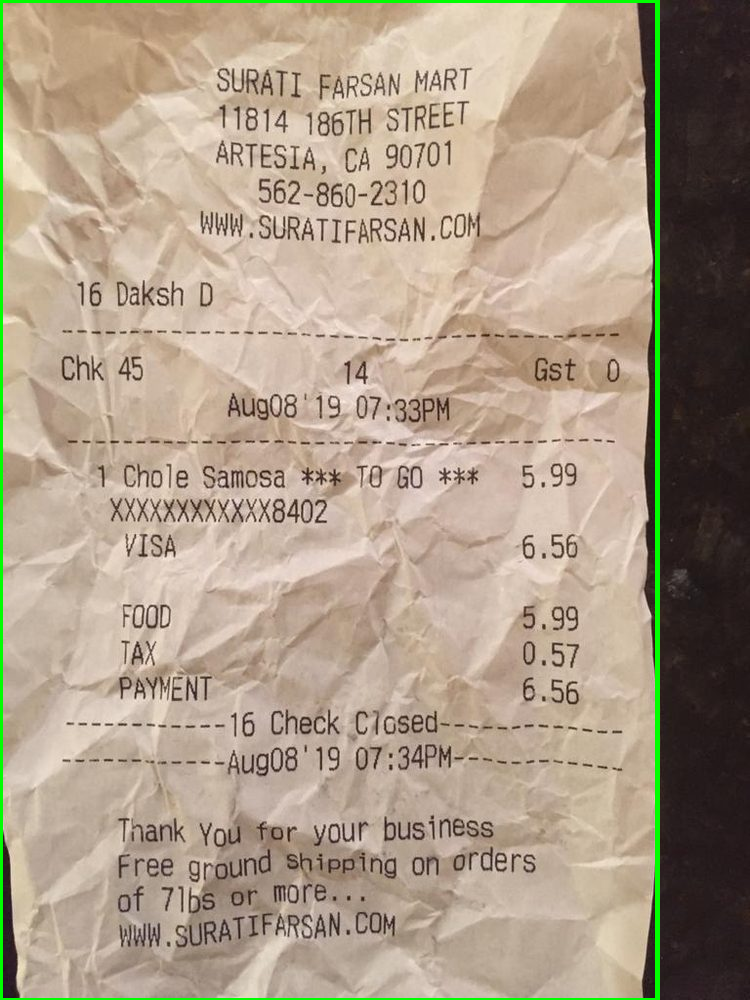 SURATI FARSAN MART
11814 186TH STREET
ARTESIA, CA 90701
562-860-2310
WWW.SURATIFARSAN.COM
16 Daksh D
Chk 45 14 Gst 0
Aug08'19 07:33PM
1 Chole Samosa *** TO GO *** 5.99
XXXXXXXXXXXX8402
VISA 6.56
FOOD 5.99
TAX 0.57
PAYMENT 6.56
------------16 Check Closed--------------
------------Aug08'19 07:34PM-------------
Thank You for your business
Free ground shipping on orders
of 7lbs or more...
WWW.SURATIFARSAN.COM